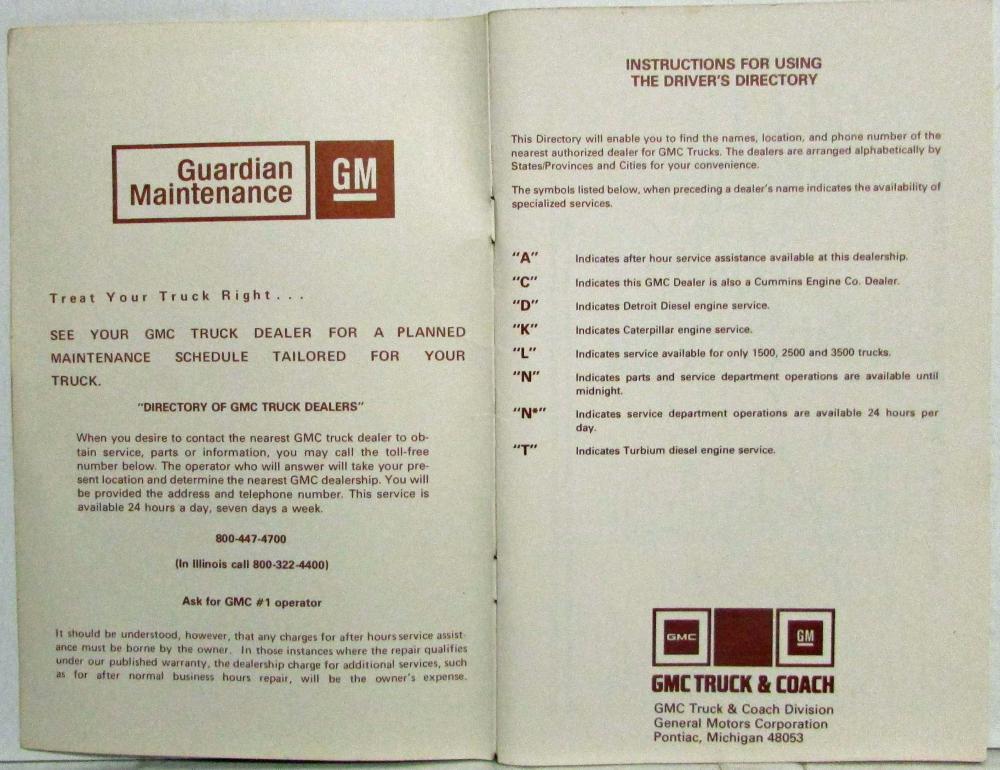 Guardian
Maintenance
GM
Treat Your Truck Right...
SEE YOUR GMC TRUCK DEALER FOR A PLANNED
MAINTENANCE SCHEDULE TAILORED FOR YOUR
TRUCK.
"DIRECTORY OF GMC TRUCK DEALERS"
When you desire to contact the nearest GMC truck dealer to ob-
tain service, parts or information, you may call the toll-free
number below. The operator who will answer will take your pre-
sent location and determine the nearest GMC dealership. You will
be provided the address and telephone number. This service is
available 24 hours a day, seven days a week.
800-447-4700
(In Illinois call 800-322-4400)
Ask for GMC #1 operator
It should be understood, however, that any charges for after hours service assist-
ance must be borne by the owner. In those instances where the repair qualifies
under our published warranty, the dealership charge for additional services, such
as for after normal business hours repair, will be the owner's expense.
INSTRUCTIONS FOR USING
THE DRIVER'S DIRECTORY
This Directory will enable you to find the names, location, and phone number of the
nearest authorized dealer for GMC Trucks. The dealers are arranged alphabetically by
States/Provinces and Cities for your convenience.
The symbols listed below, when preceding a dealer's name indicates the availability of
specialized services.
"A" Indicates after hour service assistance available at this dealership.
"C" Indicates this GMC Dealer is also a Cummins Engine Co. Dealer.
"D" Indicates Detroit Diesel engine service.
"K" Indicates Caterpillar engine service.
"L" Indicates service available for only 1500, 2500 and 3500 trucks.
"N" Indicates parts and service department operations are available until
midnight.
"N*" Indicates service department operations are available 24 hours per
day.
"T" Indicates Turbium diesel engine service.
GMC GM
GMC TRUCK & COACH
GMC Truck & Coach Division
General Motors Corporation
Pontiac, Michigan 48053